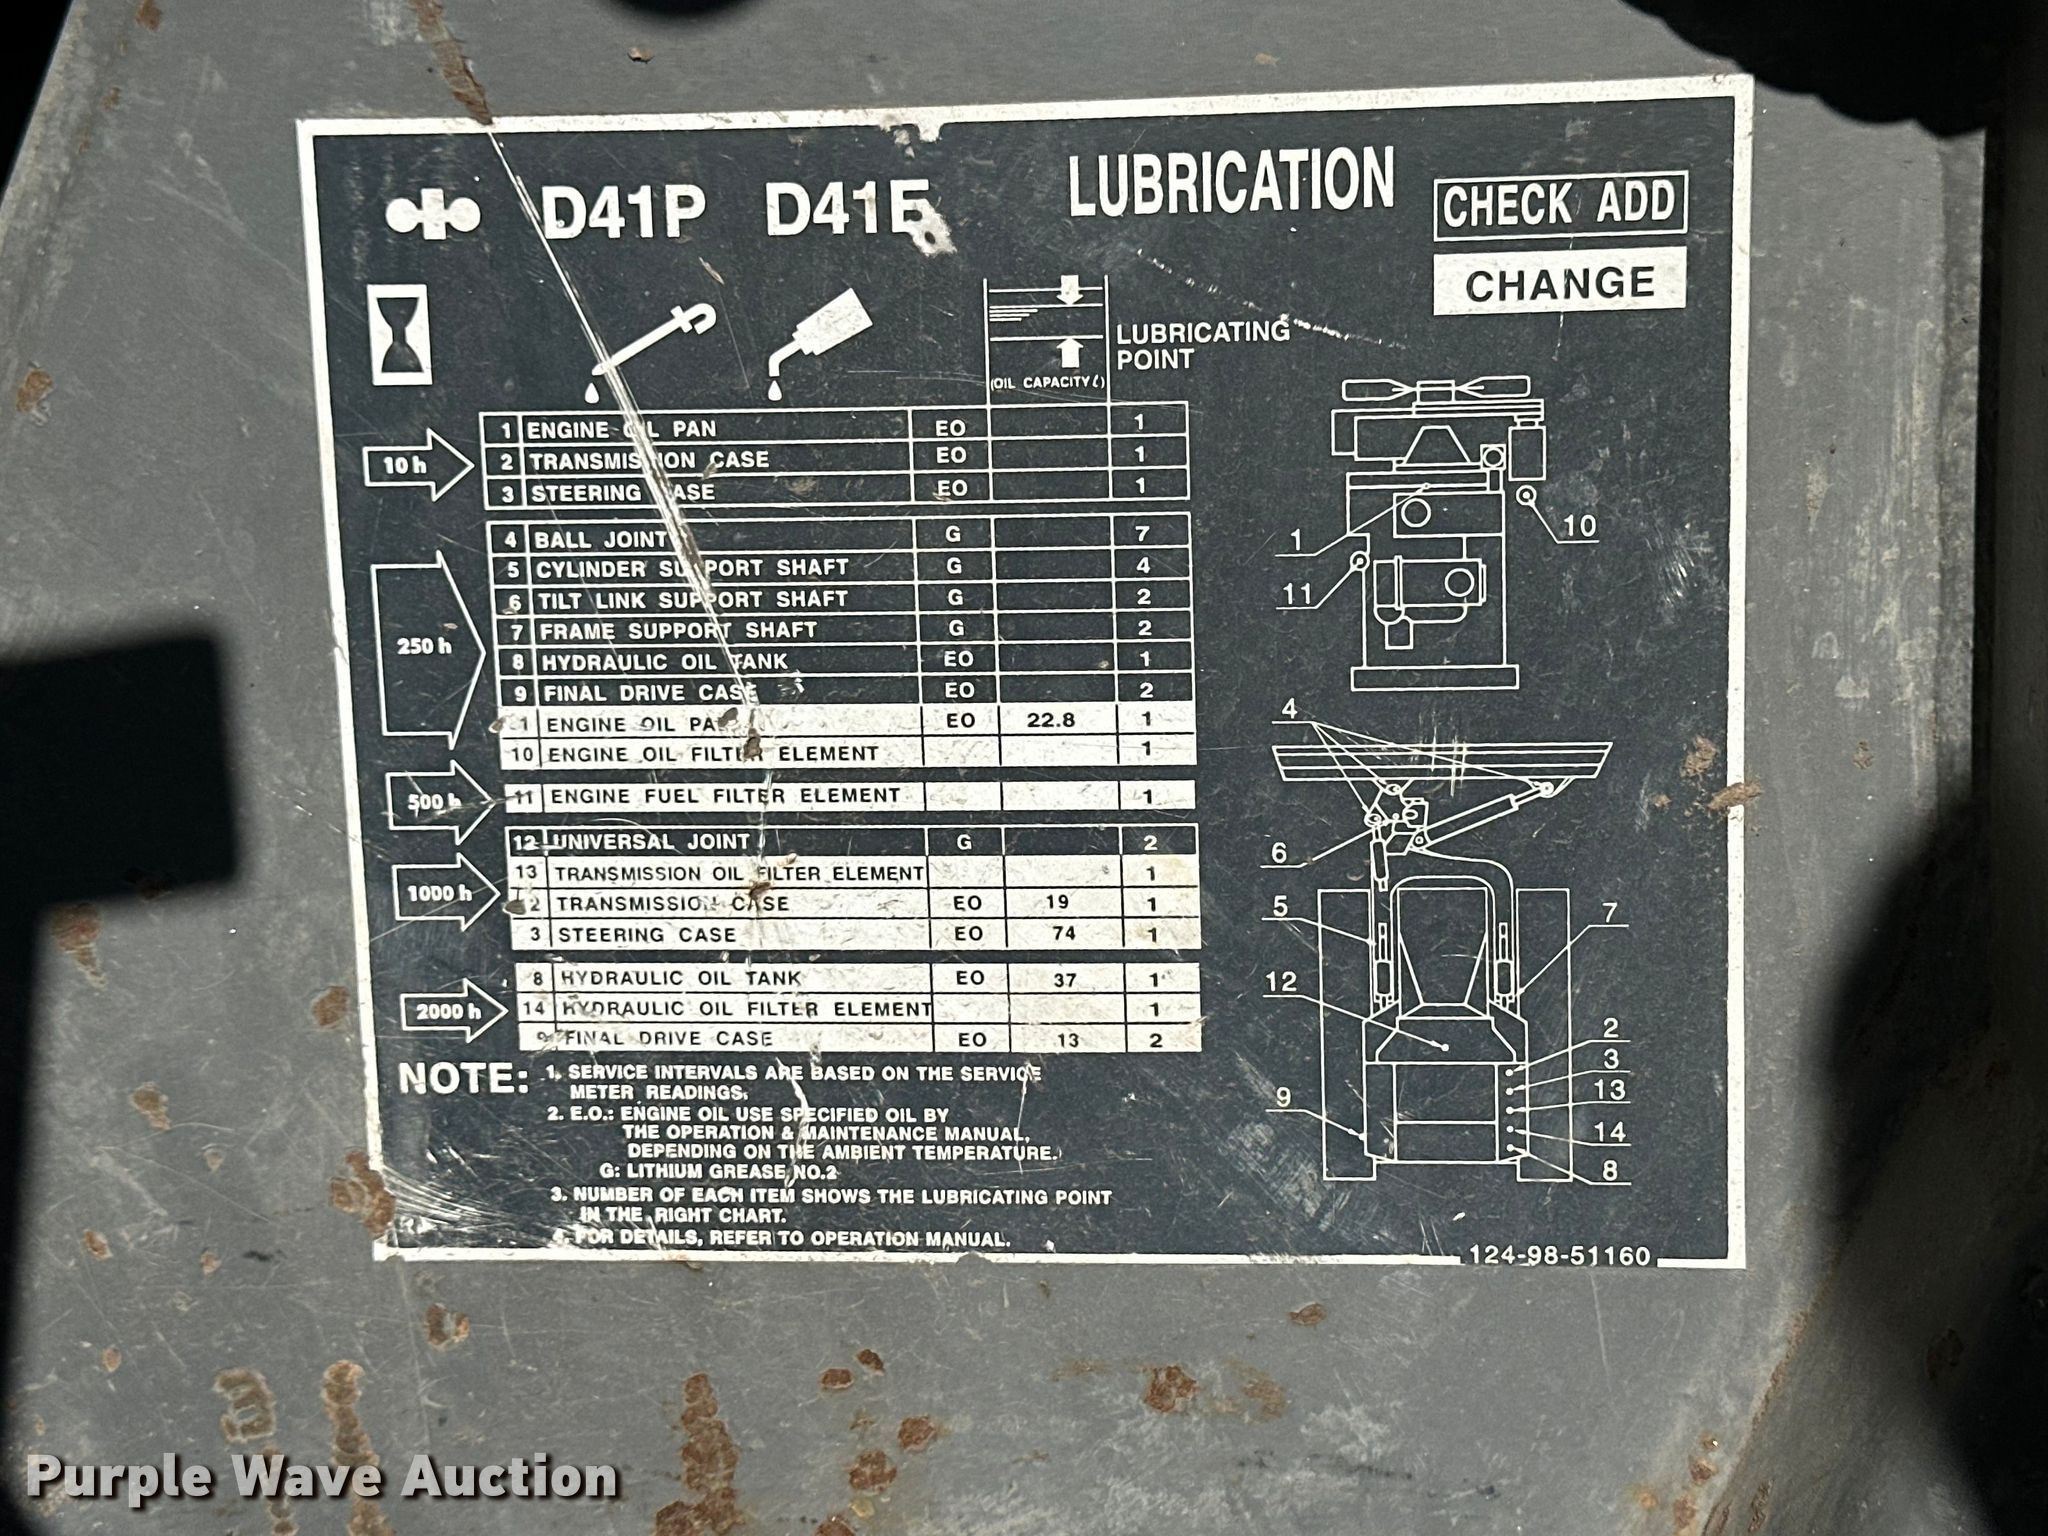 D41P D41E LUBRICATION
CHECK ADD
CHANGE
(OIL CAPACITY ℓ)
LUBRICATING
POINT
10 h
1 ENGINE OIL PAN EO 1
2 TRANSMISSION CASE EO 1
3 STEERING CASE EO 1
250 h
4 BALL JOINT G 7
5 CYLINDER SUPPORT SHAFT G 4
6 TILT LINK SUPPORT SHAFT G 2
7 FRAME SUPPORT SHAFT G 2
8 HYDRAULIC OIL TANK EO 1
9 FINAL DRIVE CASE EO 2
1 ENGINE OIL PAN EO 22.8 1
10 ENGINE OIL FILTER ELEMENT 1
500 h
11 ENGINE FUEL FILTER ELEMENT 1
1000 h
12 UNIVERSAL JOINT G 2
13 TRANSMISSION OIL FILTER ELEMENT 1
2 TRANSMISSION CASE EO 19 1
3 STEERING CASE EO 74 1
2000 h
8 HYDRAULIC OIL TANK EO 37 1
14 HYDRAULIC OIL FILTER ELEMENT 1
9 FINAL DRIVE CASE EO 13 2
NOTE: 1. SERVICE INTERVALS ARE BASED ON THE SERVICE
METER READINGS.
2. E.O.: ENGINE OIL USE SPECIFIED OIL BY
THE OPERATION & MAINTENANCE MANUAL,
DEPENDING ON THE AMBIENT TEMPERATURE.
G: LITHIUM GREASE NO.2
3. NUMBER OF EACH ITEM SHOWS THE LUBRICATING POINT
IN THE RIGHT CHART.
4. FOR DETAILS, REFER TO OPERATION MANUAL.
1
10
11
4
6
5
7
12
2
3
9
13
14
8
124-98-51160
Purple Wave Auction